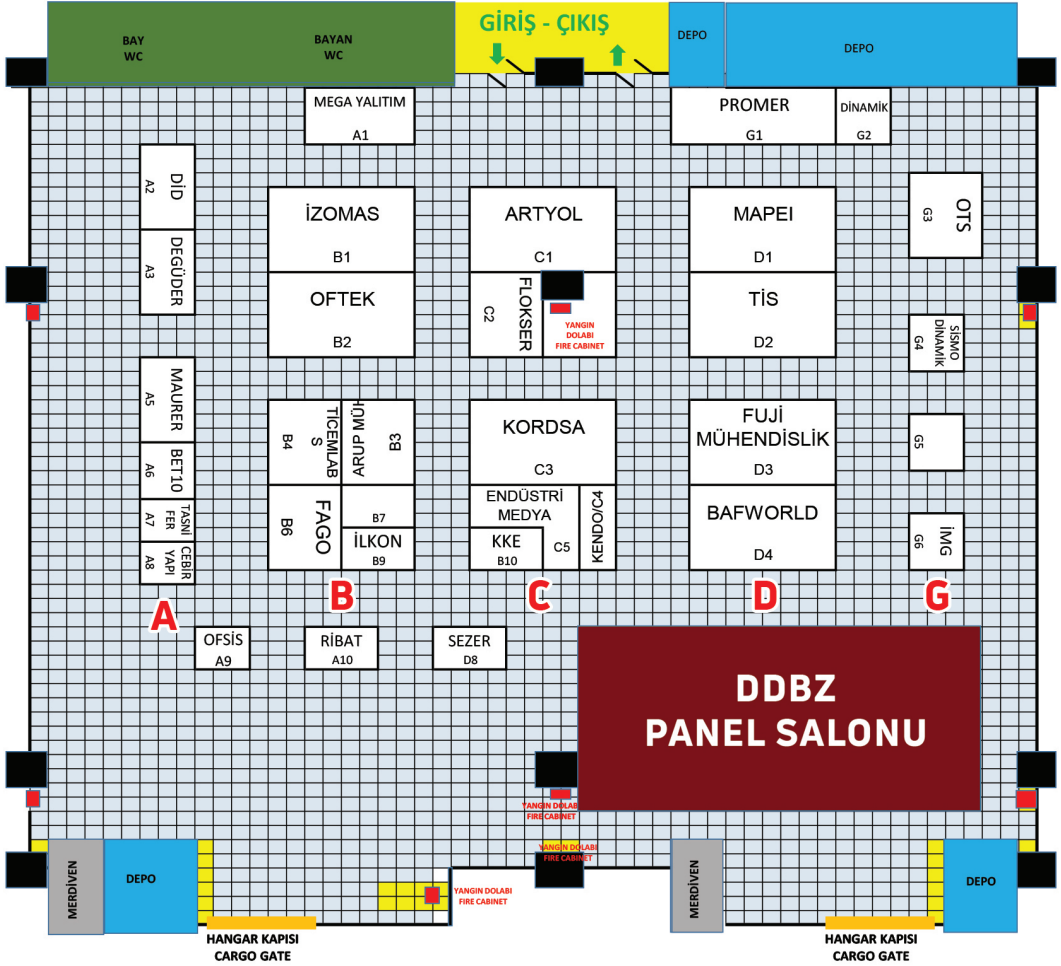 GİRİŞ - ÇIKIŞ
BAY
WC
BAYAN
WC
DEPO
DEPO
MEGA YALITIM
A1
PROMER
G1
DİNAMİK
G2
DİD
A2
DEGÜDER
A3
İZOMAS
B1
OFTEK
B2
ARTYOL
C1
FLOKSER
C2
YANGIN
DOLABI
FIRE CABINET
MAPEI
D1
TİS
D2
OTS
G3
SİSMO
DİNAMİK
G4
MAURER
A5
BET10
A6
TASNİ
FER
A7
CEBİR
YAPI
A8
TİCEMLAB
S
B4
ARUP MÜH
B3
FAGO
B6
B7
İLKON
B9
KORDSA
C3
ENDÜSTRİ
MEDYA
C5
KKE
B10
KENDO/C4
FUJİ
MÜHENDİSLİK
D3
BAFWORLD
D4
G5
İMG
G6
A
B
C
D
G
OFSİS
A9
RİBAT
A10
SEZER
D8
DDBZ
PANEL SALONU
YANGIN DOLABI
FIRE CABINET
YANGIN DOLABI
FIRE CABINET
MERDİVEN
DEPO
YANGIN DOLABI
FIRE CABINET
MERDİVEN
DEPO
HANGAR KAPISI
CARGO GATE
HANGAR KAPISI
CARGO GATE